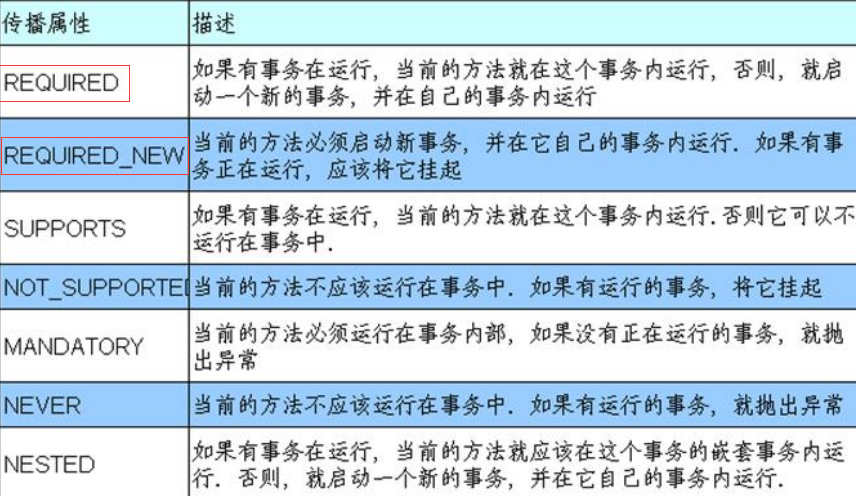 传播属性 描述
REQUIRED 如果有事务在运行, 当前的方法就在这个事务内运行, 否则, 就启
动一个新的事务, 并在自己的事务内运行
REQUIRED_NEW 当前的方法必须启动新事务, 并在它自己的事务内运行. 如果有事
务正在运行, 应该将它挂起
SUPPORTS 如果有事务在运行, 当前的方法就在这个事务内运行. 否则它可以不
运行在事务中.
NOT_SUPPORTED 当前的方法不应该运行在事务中. 如果有运行的事务, 将它挂起
MANDATORY 当前的方法必须运行在事务内部, 如果没有正在运行的事务, 就抛
出异常
NEVER 当前的方法不应该运行在事务中. 如果有运行的事务, 就抛出异常
NESTED 如果有事务在运行, 当前的方法就应该在这个事务的嵌套事务内运
行. 否则, 就启动一个新的事务, 并在它自己的事务内运行.